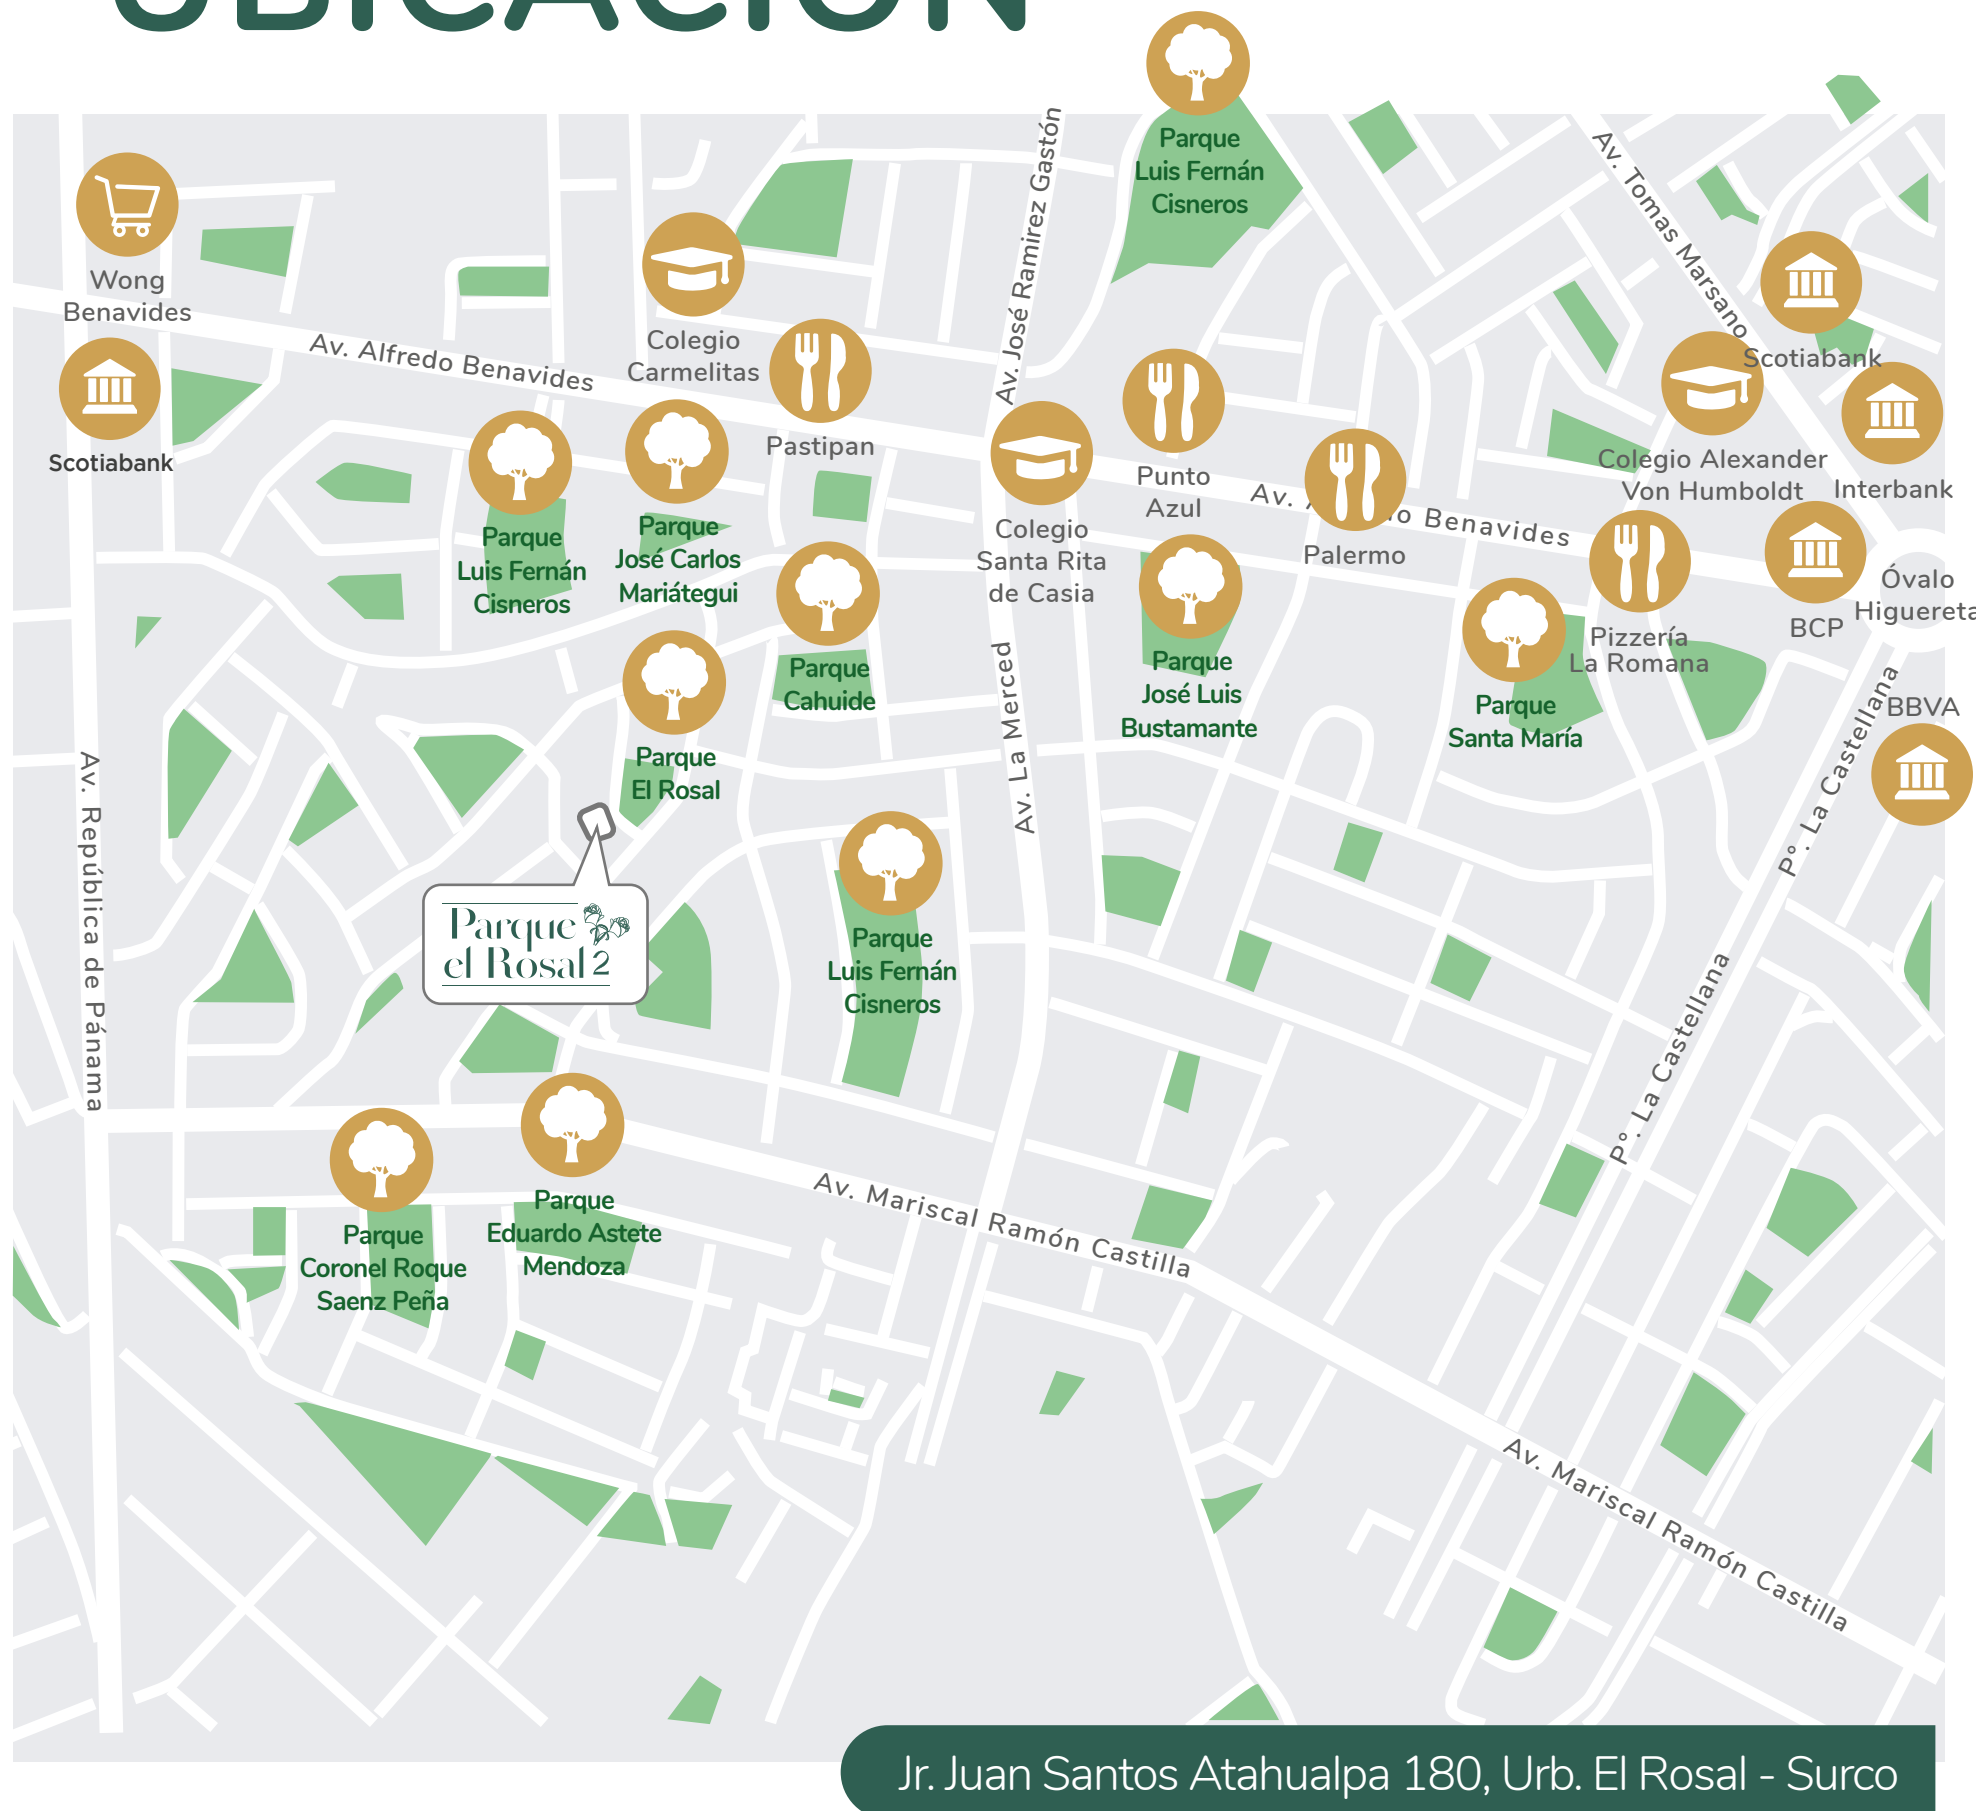 UBICACIÓN
Parque
Luis Fernán
Cisneros
Av. José Ramirez Gastón
Av. Tomas Marsano
Wong
Benavides
Scotiabank
Av. Alfredo Benavides
Colegio
Carmelitas
Pastipan
Scotiabank
Colegio Alexander
Von Humboldt
Interbank
Punto
Azul
Colegio
Santa Rita
de Casia
Av.
Benavides
Palermo
Parque
Luis Fernán
Cisneros
Parque
José Carlos
Mariátegui
Óvalo
Higuereta
BCP
Pizzería
La Romana
Parque
Cahuide
Parque
José Luis
Bustamante
Parque
Santa María
BBVA
Av. La Merced
Parque
El Rosal
Pº. La Castellana
Av. República de Pánama
Parque
el Rosal 2
Parque
Luis Fernán
Cisneros
Pº. La Castellana
Parque
Eduardo Astete
Mendoza
Parque
Coronel Roque
Saenz Peña
Av. Mariscal Ramón Castilla
Av. Mariscal Ramón Castilla
Jr. Juan Santos Atahualpa 180, Urb. El Rosal - Surco